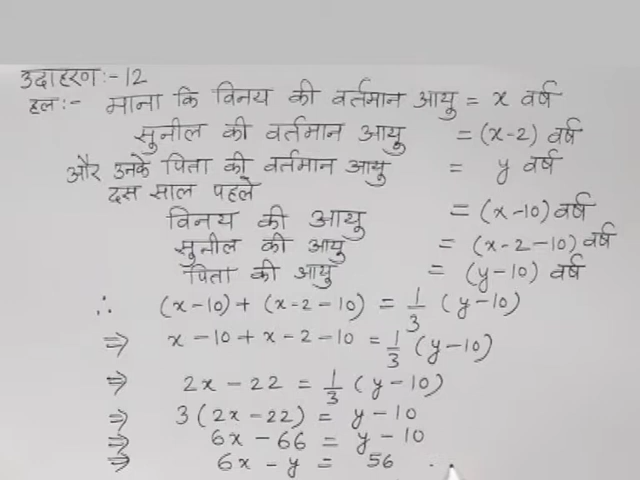 उदाहरण:-12
हल:- माना कि विनय की वर्तमान आयु = x वर्ष
सुनील की वर्तमान आयु = (x-2) वर्ष
और उनके पिता की वर्तमान आयु = y वर्ष
दस साल पहले
विनय की आयु = (x-10) वर्ष
सुनील की आयु = (x-2-10) वर्ष
पिता की आयु = (y-10) वर्ष
∴ (x-10)+(x-2-10) = 1/3 (y-10)
⇒ x-10+x-2-10 = 1/3 (y-10)
⇒ 2x-22 = 1/3 (y-10)
⇒ 3(2x-22) = y-10
⇒ 6x-66 = y-10
⇒ 6x-y = 56